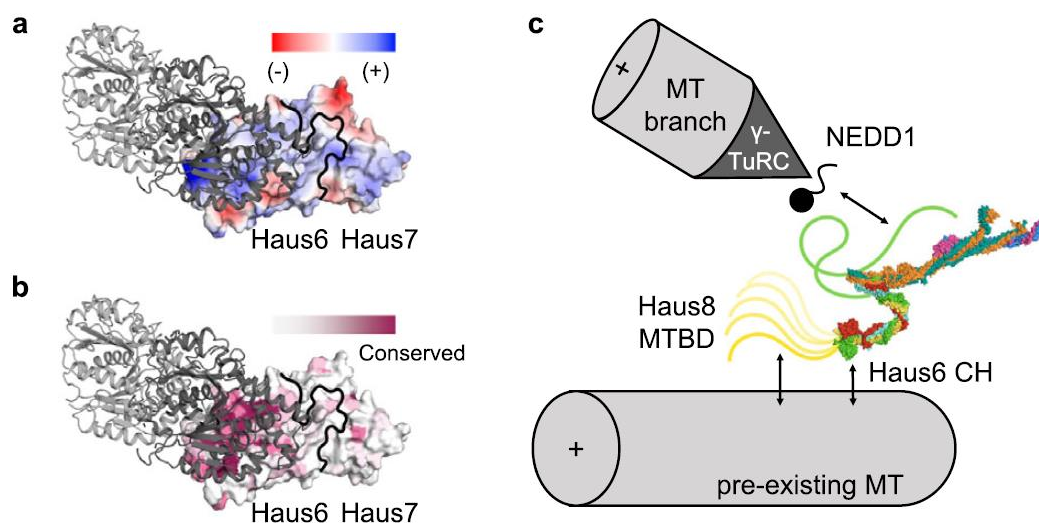 a
(-) (+)
Haus6 Haus7
b
Conserved
Haus6 Haus7
c
+
MT
branch
γ-
TuRC
NEDD1
Haus8
MTBD
Haus6 CH
+
pre-existing MT